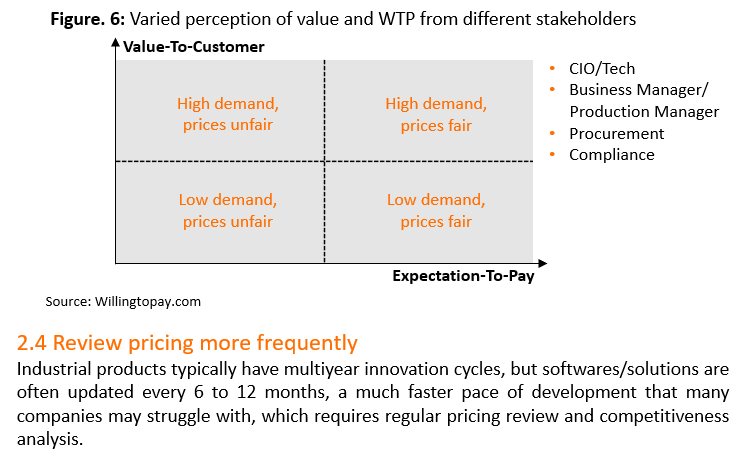 Figure. 6: Varied perception of value and WTP from different stakeholders
Value-To-Customer
High demand,
prices unfair
High demand,
prices fair
Low demand,
prices unfair
Low demand,
prices fair
Expectation-To-Pay
• CIO/Tech
• Business Manager/
Production Manager
• Procurement
• Compliance
Source: Willingtopay.com
2.4 Review pricing more frequently
Industrial products typically have multiyear innovation cycles, but softwares/solutions are
often updated every 6 to 12 months, a much faster pace of development that many
companies may struggle with, which requires regular pricing review and competitiveness
analysis.